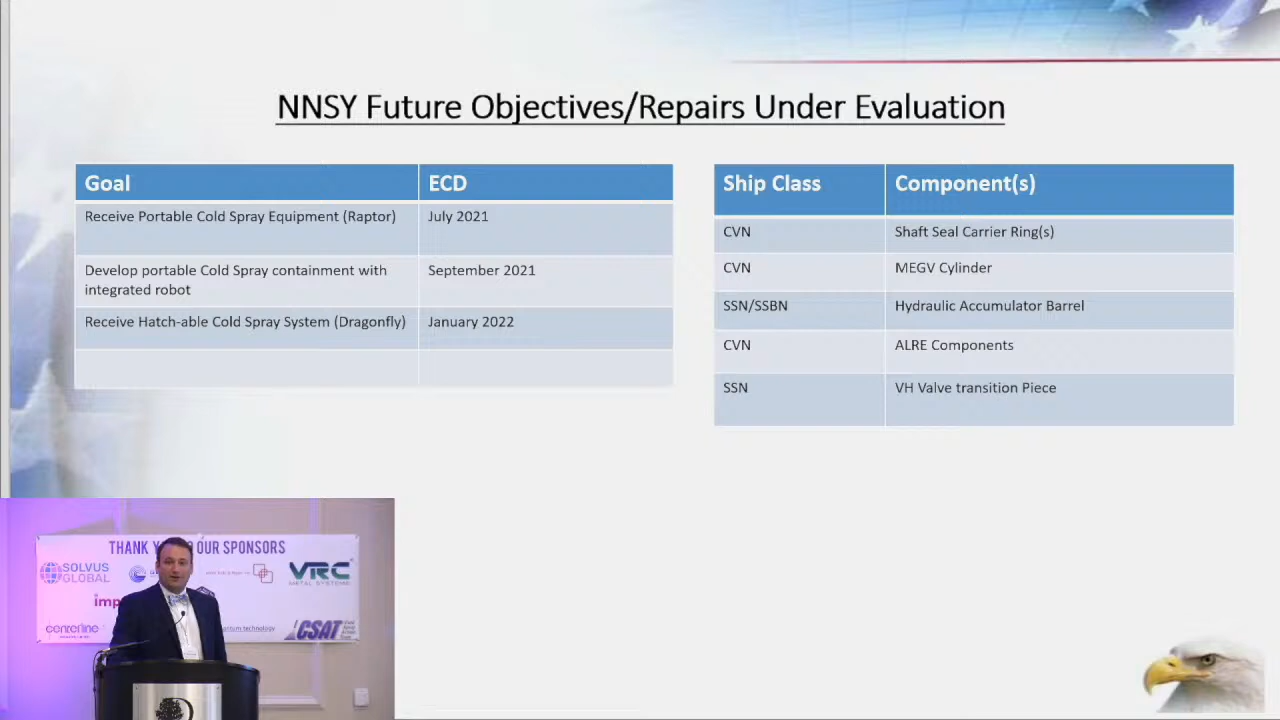 NNSY Future Objectives/Repairs Under Evaluation
Goal ECD
Receive Portable Cold Spray Equipment (Raptor) July 2021
Develop portable Cold Spray containment with September 2021
integrated robot
Receive Hatch-able Cold Spray System (Dragonfly) January 2022
Ship Class Component(s)
CVN Shaft Seal Carrier Ring(s)
CVN MEGV Cylinder
SSN/SSBN Hydraulic Accumulator Barrel
CVN ALRE Components
SSN VH Valve transition Piece
THANK OUR SPONSORS
SOLVUS
GLOBAL
VRC
METAL SYSTEMS
centerline
technology
CSAT